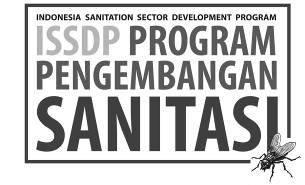 INDONESIA SANITATION SECTOR DEVELOPMENT PROGRAM
ISSDP PROGRAM
PENGEMBANGAN
SANITASI